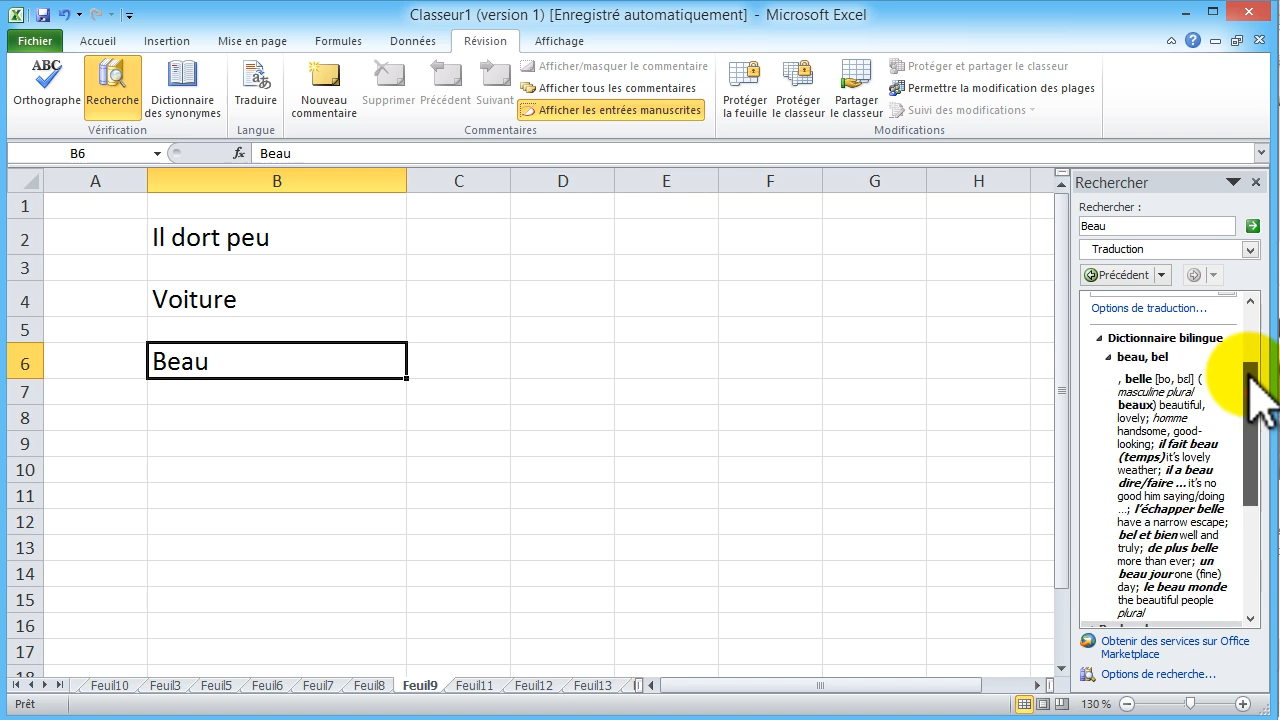 Classeur1 (version 1) [Enregistré automatiquement] - Microsoft Excel
Fichier Accueil Insertion Mise en page Formules Données Révision Affichage
ABC
Orthographe
Recherche
Dictionnaire
des synonymes
Vérification
Traduire
Langue
Nouveau
commentaire
Supprimer
Précédent
Suivant
Afficher/masquer le commentaire
Afficher tous les commentaires
Afficher les entrées manuscrites
Commentaires
Protéger
la feuille
Protéger
le classeur
Partager
le classeur
Protéger et partager le classeur
Permettre la modification des plages
Suivi des modifications
Modifications
B6 fx Beau
A B C D E F G H
1
2 Il dort peu
3
4 Voiture
5
6 Beau
7
8
9
10
11
12
13
14
15
16
17
18
Rechercher
Rechercher :
Beau
Traduction
Précédent
Options de traduction...
Dictionnaire bilingue
beau, bel
, belle [bo, bɛl] (
masculine plural
beaux) beautiful,
lovely; homme
handsome, good-
looking; il fait beau
(temps) it's lovely
weather; il a beau
dire/faire ... it's no
good him saying/doing
...; l'échapper belle
have a narrow escape;
bel et bien well and
truly; de plus belle
more than ever; un
beau jour one (fine)
day; le beau monde
the beautiful people
plural
Obtenir des services sur Office
Marketplace
Options de recherche...
Feuil10 Feuil3 Feuil5 Feuil6 Feuil7 Feuil8 Feuil9 Feuil11 Feuil12 Feuil13
Prêt 130 %